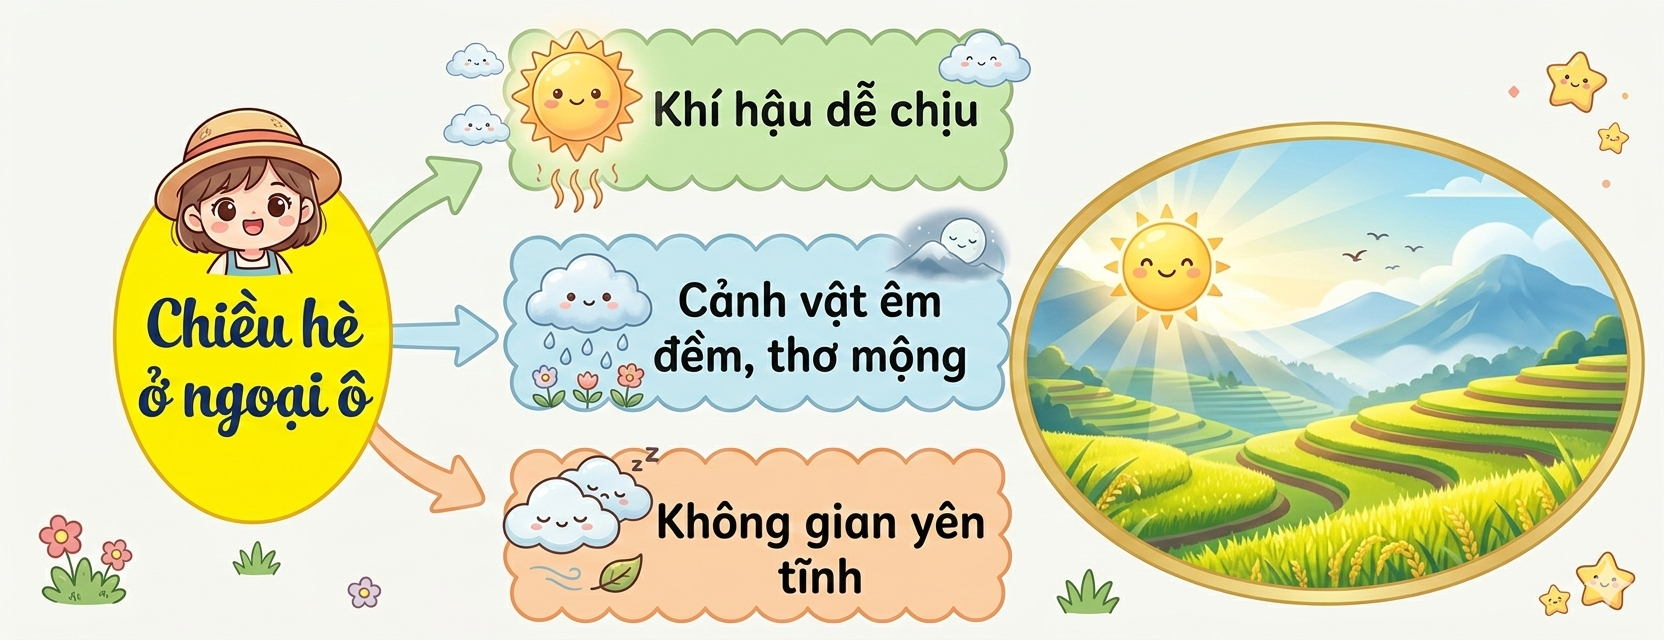 Chiều hè
ở ngoại ô
Khí hậu dễ chịu
Cảnh vật êm
đềm, thơ mộng
z Z
Không gian yên
tĩnh